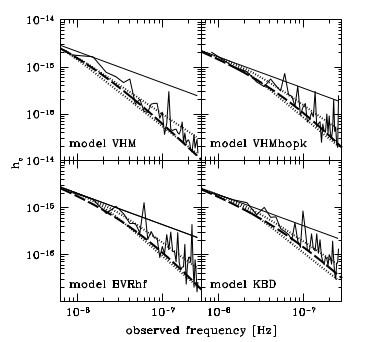 10⁻¹⁴
10⁻¹⁵
10⁻¹⁶
model VHM
model VHMhopk
10⁻¹⁴
h_c
10⁻¹⁵
10⁻¹⁶
model BVRhf
model KBD
10⁻⁸ 10⁻⁷ 10⁻⁸ 10⁻⁷
observed frequency [Hz]